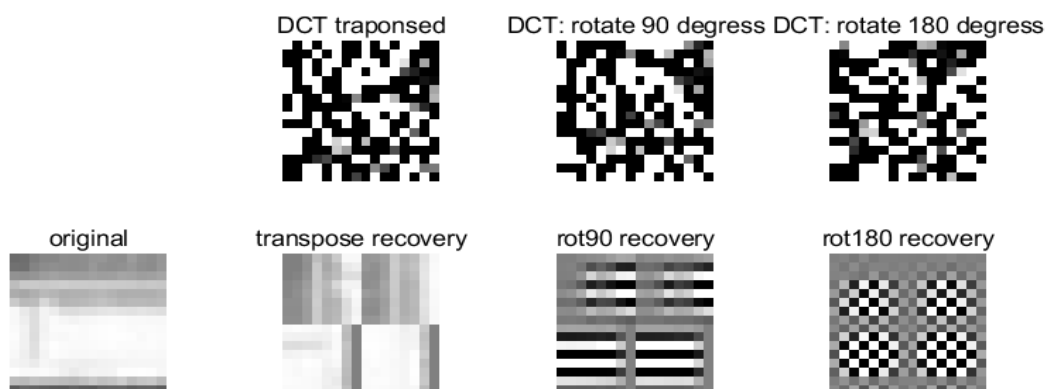 DCT traponsed
DCT: rotate 90 degress
DCT: rotate 180 degress
original
transpose recovery
rot90 recovery
rot180 recovery